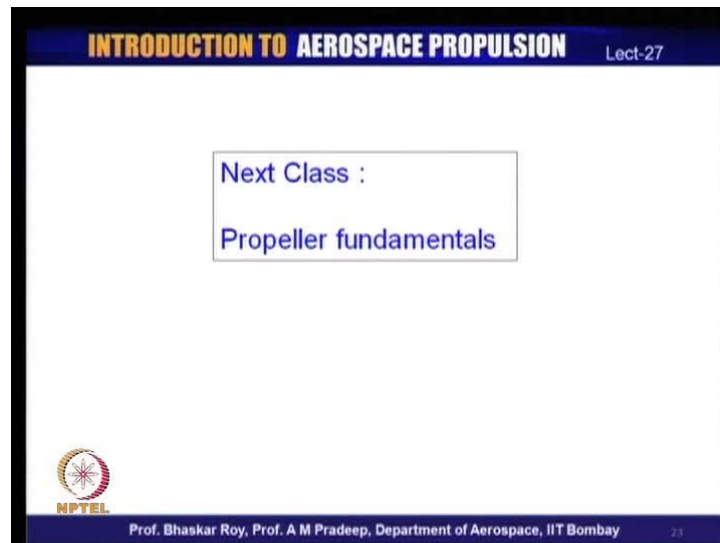 INTRODUCTION TO AEROSPACE PROPULSION Lect-27
Next Class :
Propeller fundamentals
NPTEL
Prof. Bhaskar Roy, Prof. A M Pradeep, Department of Aerospace, IIT Bombay 23